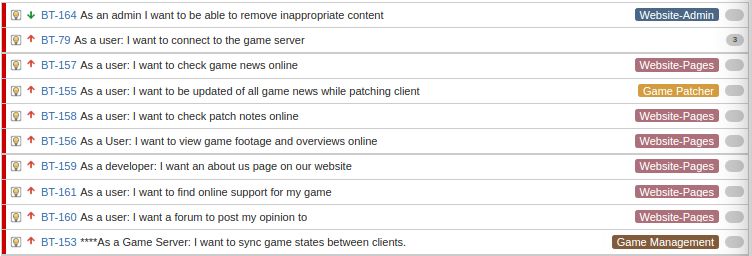 BT-164 As an admin I want to be able to remove inappropriate content Website-Admin
BT-79 As a user: I want to connect to the game server 3
BT-157 As a user: I want to check game news online Website-Pages
BT-155 As a user: I want to be updated of all game news while patching client Game Patcher
BT-158 As a user: I want to check patch notes online Website-Pages
BT-156 As a User: I want to view game footage and overviews online Website-Pages
BT-159 As a developer: I want an about us page on our website Website-Pages
BT-161 As a user: I want to find online support for my game Website-Pages
BT-160 As a user: I want a forum to post my opinion to Website-Pages
BT-153 ****As a Game Server: I want to sync game states between clients. Game Management